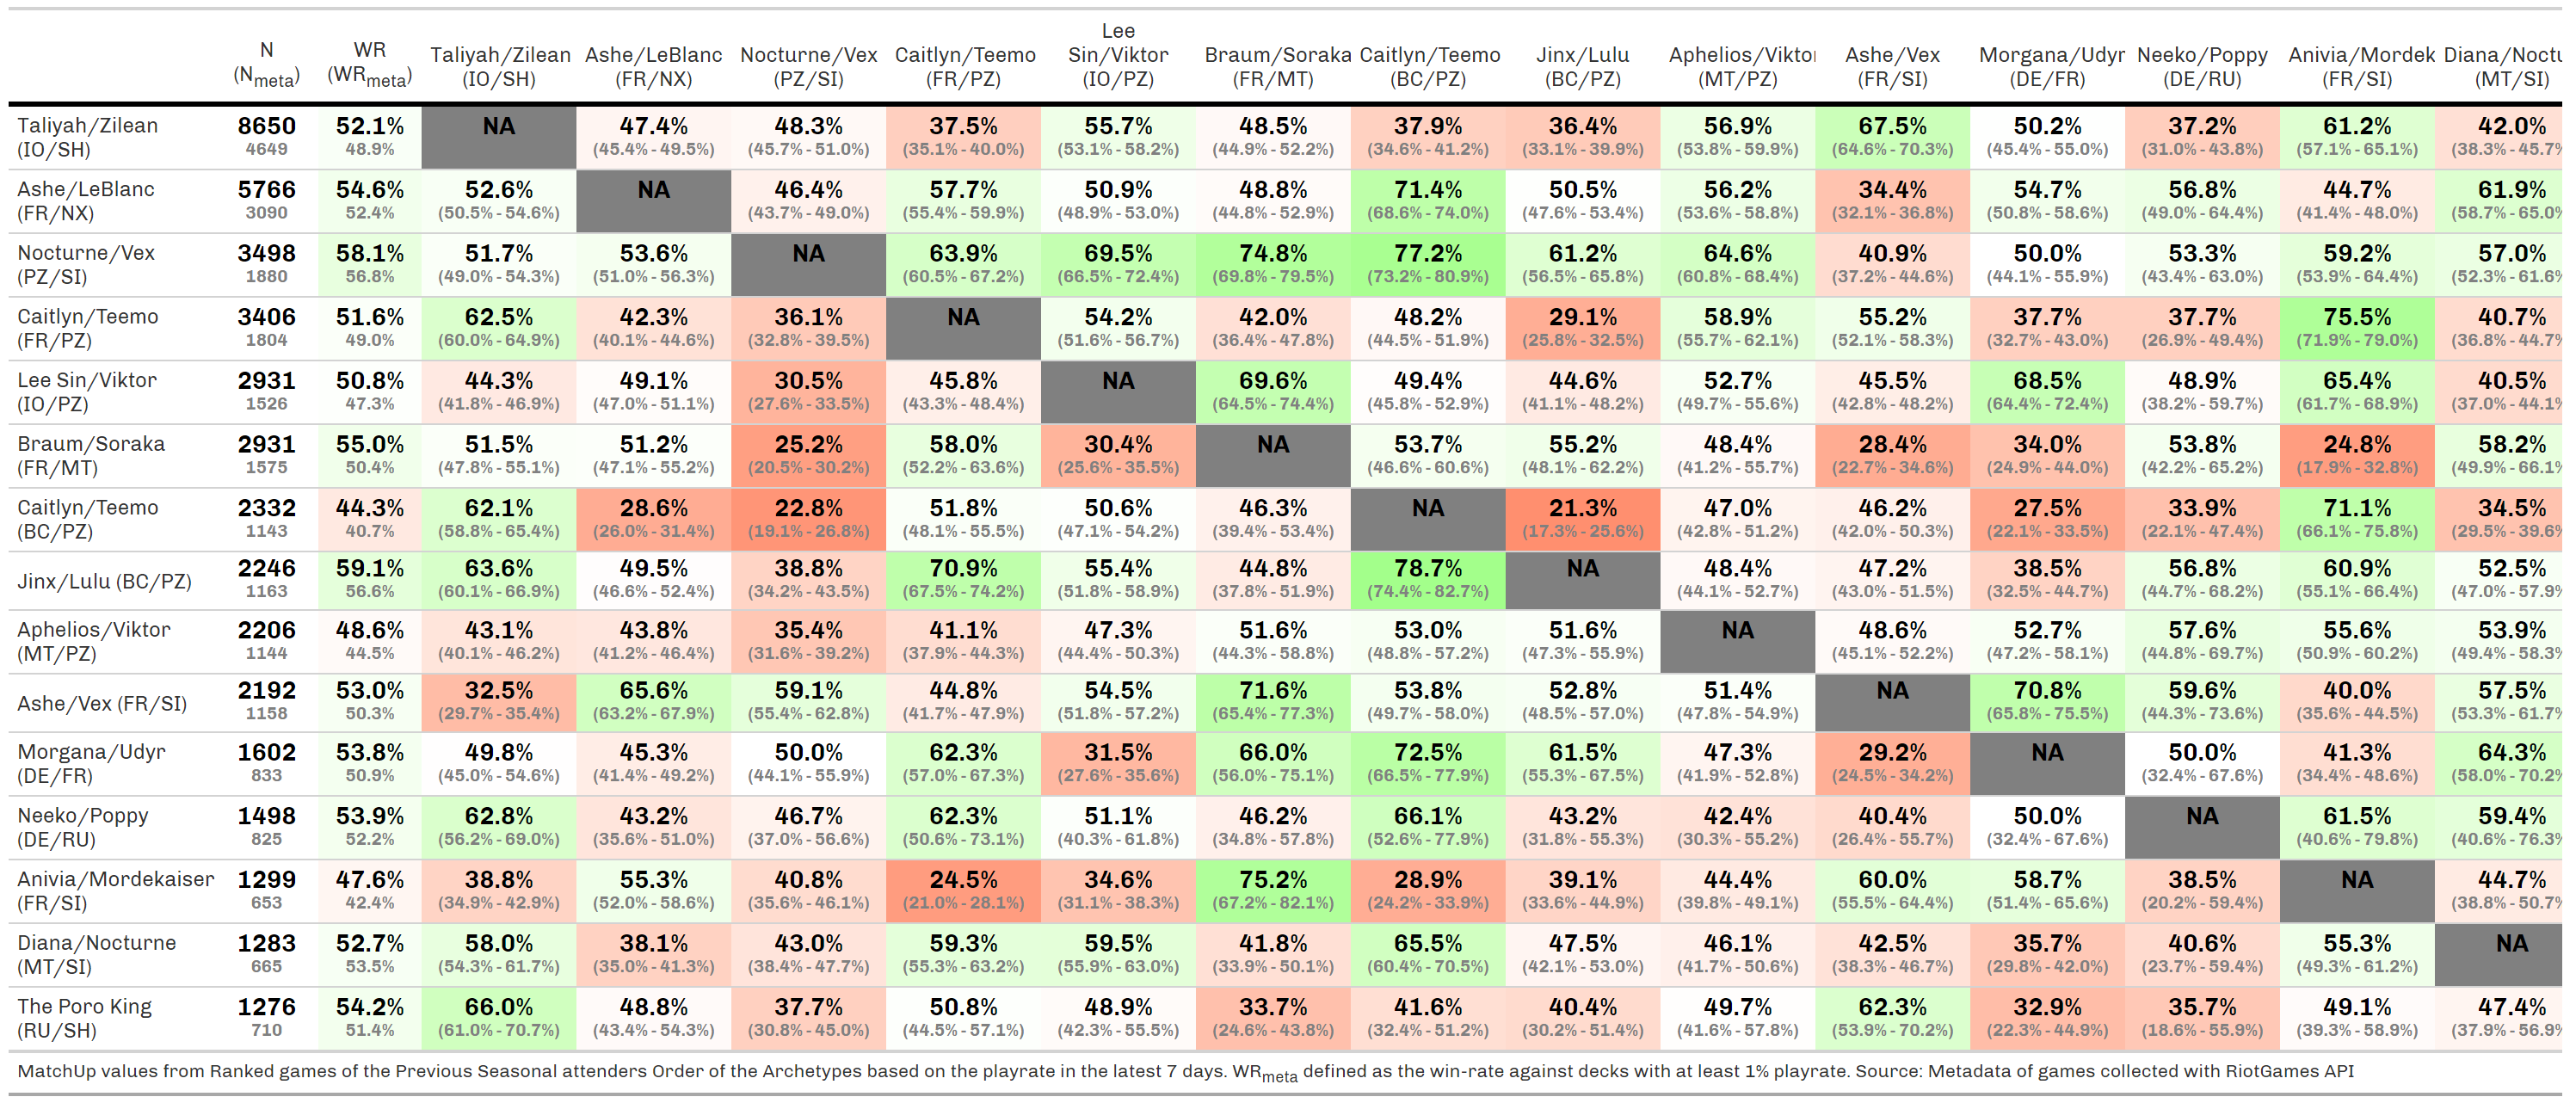 N (Nmeta) WR (WRmeta) Taliyah/Zilean (IO/SH) Ashe/LeBlanc (FR/NX) Nocturne/Vex (PZ/SI) Caitlyn/Teemo (FR/PZ) Lee Sin/Viktor (IO/PZ) Braum/Soraka (FR/MT) Caitlyn/Teemo (BC/PZ) Jinx/Lulu (BC/PZ) Aphelios/Viktor (MT/PZ) Ashe/Vex (FR/SI) Morgana/Udyr (DE/FR) Neeko/Poppy (DE/RU) Anivia/Mordek (FR/SI) Diana/Noctu (MT/SI)
Taliyah/Zilean 8650 52.1% NA 47.4% 48.3% 37.5% 55.7% 48.5% 37.9% 36.4% 56.9% 67.5% 50.2% 37.2% 61.2% 42.0%
(IO/SH) 4649 48.9% (45.4% - 49.5%) (45.7% - 51.0%) (35.1% - 40.0%) (53.1% - 58.2%) (44.9% - 52.2%) (34.6% - 41.2%) (33.1% - 39.9%) (53.8% - 59.9%) (64.6% - 70.3%) (45.4% - 55.0%) (31.0% - 43.8%) (57.1% - 65.1%) (38.3% - 45.7%
Ashe/LeBlanc 5766 54.6% 52.6% NA 46.4% 57.7% 50.9% 48.8% 71.4% 50.5% 56.2% 34.4% 54.7% 56.8% 44.7% 61.9%
(FR/NX) 3090 52.4% (50.5% - 54.6%) (43.7% - 49.0%) (55.4% - 59.9%) (48.9% - 53.0%) (44.8% - 52.9%) (68.6% - 74.0%) (47.6% - 53.4%) (53.6% - 58.8%) (32.1% - 36.8%) (50.8% - 58.6%) (49.0% - 64.4%) (41.4% - 48.0%) (58.7% - 65.0%
Nocturne/Vex 3498 58.1% 51.7% 53.6% NA 63.9% 69.5% 74.8% 77.2% 61.2% 64.6% 40.9% 50.0% 53.3% 59.2% 57.0%
(PZ/SI) 1880 56.8% (49.0% - 54.3%) (51.0% - 56.3%) (60.5% - 67.2%) (66.5% - 72.4%) (69.8% - 79.5%) (73.2% - 80.9%) (56.5% - 65.8%) (60.8% - 68.4%) (37.2% - 44.6%) (44.1% - 55.9%) (43.4% - 63.0%) (53.9% - 64.4%) (52.3% - 61.6%
Caitlyn/Teemo 3406 51.6% 62.5% 42.3% 36.1% NA 54.2% 42.0% 48.2% 29.1% 58.9% 55.2% 37.7% 37.7% 75.5% 40.7%
(FR/PZ) 1804 49.0% (60.0% - 64.9%) (40.1% - 44.6%) (32.8% - 39.5%) (51.6% - 56.7%) (36.4% - 47.8%) (44.5% - 51.9%) (25.8% - 32.5%) (55.7% - 62.1%) (52.1% - 58.3%) (32.7% - 43.0%) (26.9% - 49.4%) (71.9% - 79.0%) (36.8% - 44.7%
Lee Sin/Viktor 2931 50.8% 44.3% 49.1% 30.5% 45.8% NA 69.6% 49.4% 44.6% 52.7% 45.5% 68.5% 48.9% 65.4% 40.5%
(IO/PZ) 1526 47.3% (41.8% - 46.9%) (47.0% - 51.1%) (27.6% - 33.5%) (43.3% - 48.4%) (64.5% - 74.4%) (45.8% - 52.9%) (41.1% - 48.2%) (49.7% - 55.6%) (42.8% - 48.2%) (64.4% - 72.4%) (38.2% - 59.7%) (61.7% - 68.9%) (37.0% - 44.1%
Braum/Soraka 2931 55.0% 51.5% 51.2% 25.2% 58.0% 30.4% NA 53.7% 55.2% 48.4% 28.4% 34.0% 53.8% 24.8% 58.2%
(FR/MT) 1575 50.4% (47.8% - 55.1%) (47.1% - 55.2%) (20.5% - 30.2%) (52.2% - 63.6%) (25.6% - 35.5%) (46.6% - 60.6%) (48.1% - 62.2%) (41.2% - 55.7%) (22.7% - 34.6%) (24.9% - 44.0%) (42.2% - 65.2%) (17.9% - 32.8%) (49.9% - 66.1%
Caitlyn/Teemo 2332 44.3% 62.1% 28.6% 22.8% 51.8% 50.6% 46.3% NA 21.3% 47.0% 46.2% 27.5% 33.9% 71.1% 34.5%
(BC/PZ) 1143 40.7% (58.8% - 65.4%) (26.0% - 31.4%) (19.1% - 26.8%) (48.1% - 55.5%) (47.1% - 54.2%) (39.4% - 53.4%) (17.3% - 25.6%) (42.8% - 51.2%) (42.0% - 50.3%) (22.1% - 33.5%) (22.1% - 47.4%) (66.1% - 75.8%) (29.5% - 39.6%
Jinx/Lulu (BC/PZ) 2246 59.1% 63.6% 49.5% 38.8% 70.9% 55.4% 44.8% 78.7% NA 48.4% 47.2% 38.5% 56.8% 60.9% 52.5%
1163 56.6% (60.1% - 66.9%) (46.6% - 52.4%) (34.2% - 43.5%) (67.5% - 74.2%) (51.8% - 58.9%) (37.8% - 51.9%) (74.4% - 82.7%) (44.1% - 52.7%) (43.0% - 51.5%) (32.5% - 44.7%) (44.7% - 68.2%) (55.1% - 66.4%) (47.0% - 57.9%
Aphelios/Viktor 2206 48.6% 43.1% 43.8% 35.4% 41.1% 47.3% 51.6% 53.0% 51.6% NA 48.6% 52.7% 57.6% 55.6% 53.9%
(MT/PZ) 1144 44.5% (40.1% - 46.2%) (41.2% - 46.4%) (31.6% - 39.2%) (37.9% - 44.3%) (44.4% - 50.3%) (44.3% - 58.8%) (48.8% - 57.2%) (47.3% - 55.9%) (45.1% - 52.2%) (47.2% - 58.1%) (44.8% - 69.7%) (50.9% - 60.2%) (49.4% - 58.3%
Ashe/Vex (FR/SI) 2192 53.0% 32.5% 65.6% 59.1% 44.8% 54.5% 71.6% 53.8% 52.8% 51.4% NA 70.8% 59.6% 40.0% 57.5%
1158 50.3% (29.7% - 35.4%) (63.2% - 67.9%) (55.4% - 62.8%) (41.7% - 47.9%) (51.8% - 57.2%) (65.4% - 77.3%) (49.7% - 58.0%) (48.5% - 57.0%) (47.8% - 54.9%) (65.8% - 75.5%) (44.3% - 73.6%) (35.6% - 44.5%) (53.3% - 61.7%
Morgana/Udyr 1602 53.8% 49.8% 45.3% 50.0% 62.3% 31.5% 66.0% 72.5% 61.5% 47.3% 29.2% NA 50.0% 41.3% 64.3%
(DE/FR) 833 50.9% (45.0% - 54.6%) (41.4% - 49.2%) (44.1% - 55.9%) (57.0% - 67.3%) (27.6% - 35.6%) (56.0% - 75.1%) (66.5% - 77.9%) (55.3% - 67.5%) (41.9% - 52.8%) (24.5% - 34.2%) (32.4% - 67.6%) (34.4% - 48.6%) (58.0% - 70.2%
Neeko/Poppy 1498 53.9% 62.8% 43.2% 46.7% 62.3% 51.1% 46.2% 66.1% 43.2% 42.4% 40.4% 50.0% NA 61.5% 59.4%
(DE/RU) 825 52.2% (56.2% - 69.0%) (35.6% - 51.0%) (37.0% - 56.6%) (50.6% - 73.1%) (40.3% - 61.8%) (34.8% - 57.8%) (52.6% - 77.9%) (31.8% - 55.3%) (30.3% - 55.2%) (26.4% - 55.7%) (32.4% - 67.6%) (40.6% - 79.8%) (40.6% - 76.3%
Anivia/Mordekaiser 1299 47.6% 38.8% 55.3% 40.8% 24.5% 34.6% 75.2% 28.9% 39.1% 44.4% 60.0% 58.7% 38.5% NA 44.7%
(FR/SI) 653 42.4% (34.9% - 42.9%) (52.0% - 58.6%) (35.6% - 46.1%) (21.0% - 28.1%) (31.1% - 38.3%) (67.2% - 82.1%) (24.2% - 33.9%) (33.6% - 44.9%) (39.8% - 49.1%) (55.5% - 64.4%) (51.4% - 65.6%) (20.2% - 59.4%) (38.8% - 50.7%
Diana/Nocturne 1283 52.7% 58.0% 38.1% 43.0% 59.3% 59.5% 41.8% 65.5% 47.5% 46.1% 42.5% 35.7% 40.6% 55.3% NA
(MT/SI) 665 53.5% (54.3% - 61.7%) (35.0% - 41.3%) (38.4% - 47.7%) (55.3% - 63.2%) (55.9% - 63.0%) (33.9% - 50.1%) (60.4% - 70.5%) (42.1% - 53.0%) (41.7% - 50.6%) (38.3% - 46.7%) (29.8% - 42.0%) (23.7% - 59.4%) (49.3% - 61.2%)
The Poro King 1276 54.2% 66.0% 48.8% 37.7% 50.8% 48.9% 33.7% 41.6% 40.4% 49.7% 62.3% 32.9% 35.7% 49.1% 47.4%
(RU/SH) 710 51.4% (61.0% - 70.7%) (43.4% - 54.3%) (30.8% - 45.0%) (44.5% - 57.1%) (42.3% - 55.5%) (24.6% - 43.8%) (32.4% - 51.2%) (30.2% - 51.4%) (41.6% - 57.8%) (53.9% - 70.2%) (22.3% - 44.9%) (18.6% - 55.9%) (39.3% - 58.9%) (37.9% - 56.9%
MatchUp values from Ranked games of the Previous Seasonal attenders Order of the Archetypes based on the playrate in the latest 7 days. WRmeta defined as the win-rate against decks with at least 1% playrate. Source: Metadata of games collected with RiotGames API